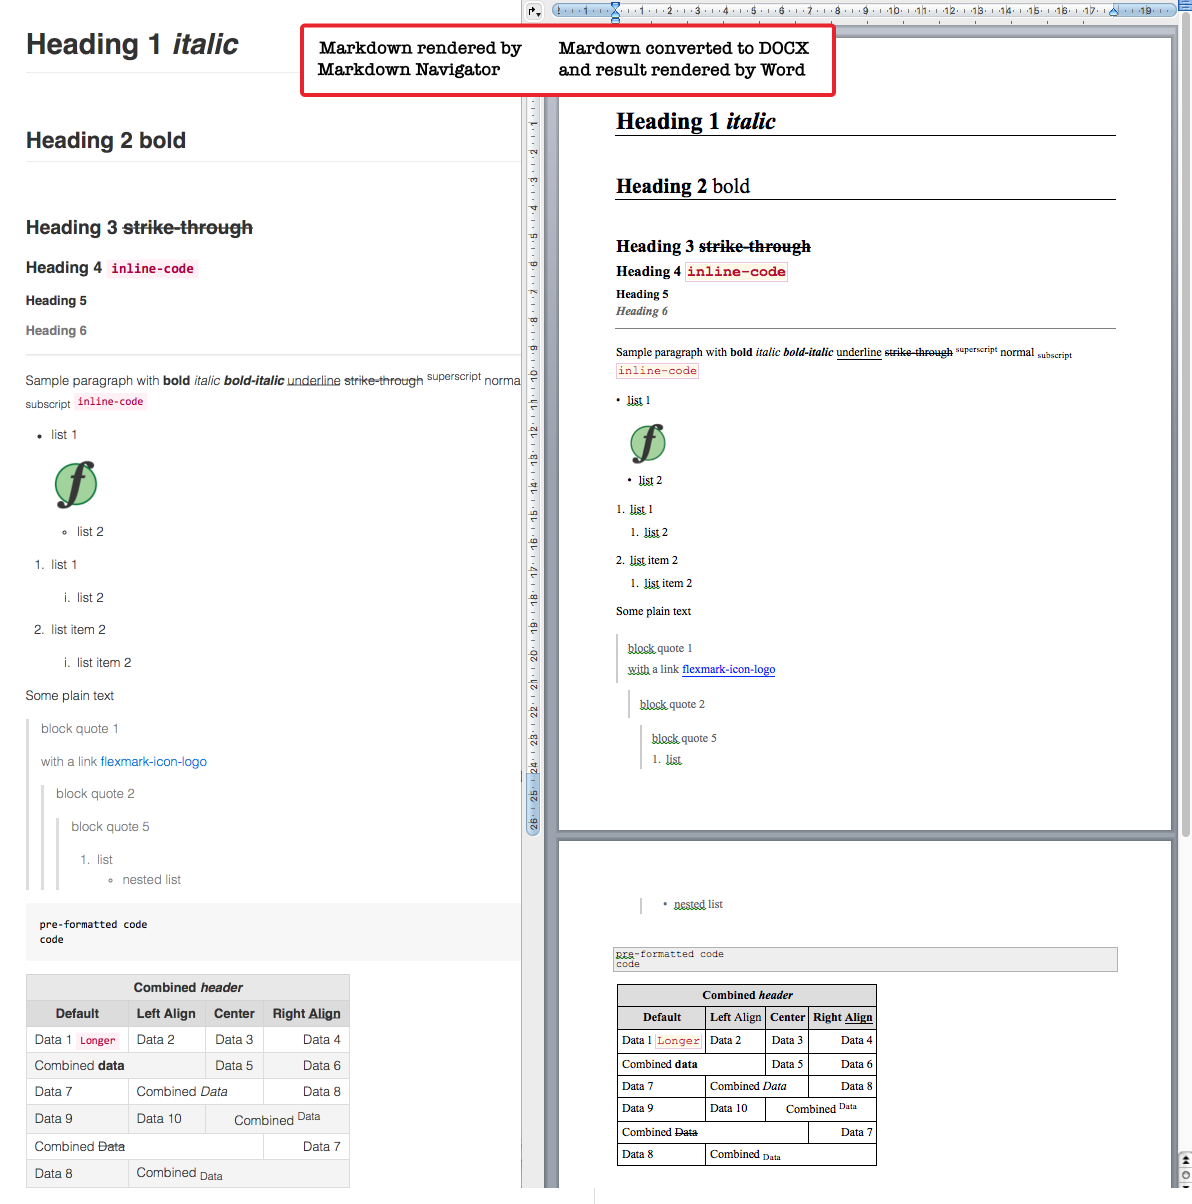 Markdown rendered by
Markdown Navigator
Mardown converted to DOCX
and result rendered by Word
Heading 1 italic
Heading 2 bold
Heading 3 strike-through
Heading 4 inline-code
Heading 5
Heading 6
Sample paragraph with bold italic bold-italic underline strike-through superscript norma
subscript inline-code
• list 1
f
◦ list 2
1. list 1
i. list 2
2. list item 2
i. list item 2
Some plain text
block quote 1
with a link flexmark-icon-logo
block quote 2
block quote 5
1. list
◦ nested list
pre-formatted code
code
Combined header
Default Left Align Center Right Align
Data 1 Longer Data 2 Data 3 Data 4
Combined data Data 5 Data 6
Data 7 Combined Data Data 8
Data 9 Data 10 Combined Data
Combined Data Data 7
Data 8 Combined Data
Heading 1 italic
Heading 2 bold
Heading 3 strike-through
Heading 4 inline-code
Heading 5
Heading 6
Sample paragraph with bold italic bold-italic underline strike-through superscript normal subscript
inline-code
• list 1
f
• list 2
1. list 1
1. list 2
2. list item 2
1. list item 2
Some plain text
block quote 1
with a link flexmark-icon-logo
block quote 2
block quote 5
1. list
• nested list
pre-formatted code
code
Combined header
Default Left Align Center Right Align
Data 1 Longer Data 2 Data 3 Data 4
Combined data Data 5 Data 6
Data 7 Combined Data Data 8
Data 9 Data 10 Combined Data
Combined Data Data 7
Data 8 Combined Data